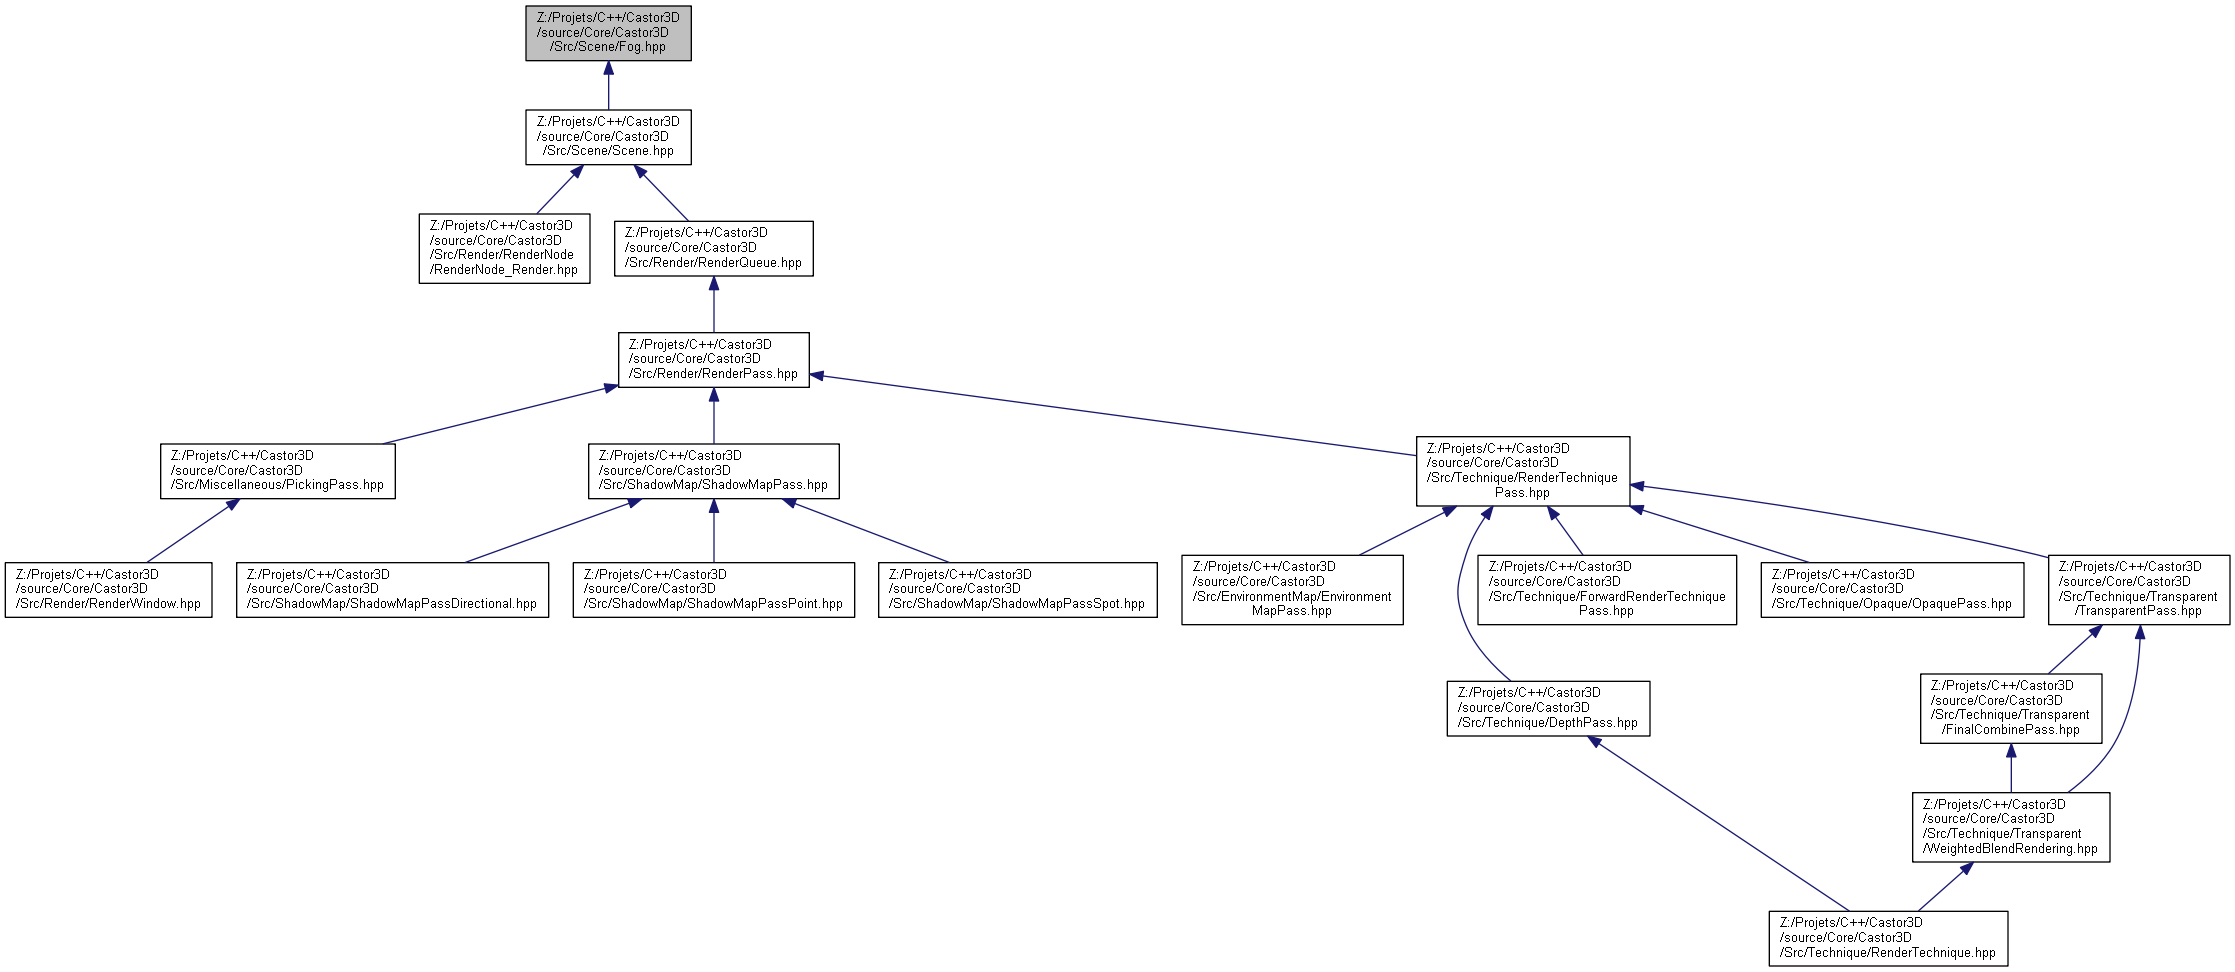 Z:/Projets/C++/Castor3D
/source/Core/Castor3D
/Src/Scene/Fog.hpp
Z:/Projets/C++/Castor3D
/source/Core/Castor3D
/Src/Scene/Scene.hpp
Z:/Projets/C++/Castor3D
/source/Core/Castor3D
/Src/Render/RenderNode
/RenderNode_Render.hpp
Z:/Projets/C++/Castor3D
/source/Core/Castor3D
/Src/Render/RenderQueue.hpp
Z:/Projets/C++/Castor3D
/source/Core/Castor3D
/Src/Render/RenderPass.hpp
Z:/Projets/C++/Castor3D
/source/Core/Castor3D
/Src/Miscellaneous/PickingPass.hpp
Z:/Projets/C++/Castor3D
/source/Core/Castor3D
/Src/ShadowMap/ShadowMapPass.hpp
Z:/Projets/C++/Castor3D
/source/Core/Castor3D
/Src/Technique/RenderTechnique
Pass.hpp
Z:/Projets/C++/Castor3D
/source/Core/Castor3D
/Src/Render/RenderWindow.hpp
Z:/Projets/C++/Castor3D
/source/Core/Castor3D
/Src/ShadowMap/ShadowMapPassDirectional.hpp
Z:/Projets/C++/Castor3D
/source/Core/Castor3D
/Src/ShadowMap/ShadowMapPassPoint.hpp
Z:/Projets/C++/Castor3D
/source/Core/Castor3D
/Src/ShadowMap/ShadowMapPassSpot.hpp
Z:/Projets/C++/Castor3D
/source/Core/Castor3D
/Src/EnvironmentMap/Environment
MapPass.hpp
Z:/Projets/C++/Castor3D
/source/Core/Castor3D
/Src/Technique/ForwardRenderTechnique
Pass.hpp
Z:/Projets/C++/Castor3D
/source/Core/Castor3D
/Src/Technique/Opaque/OpaquePass.hpp
Z:/Projets/C++/Castor3D
/source/Core/Castor3D
/Src/Technique/Transparent
/TransparentPass.hpp
Z:/Projets/C++/Castor3D
/source/Core/Castor3D
/Src/Technique/DepthPass.hpp
Z:/Projets/C++/Castor3D
/source/Core/Castor3D
/Src/Technique/Transparent
/FinalCombinePass.hpp
Z:/Projets/C++/Castor3D
/source/Core/Castor3D
/Src/Technique/Transparent
/WeightedBlendRendering.hpp
Z:/Projets/C++/Castor3D
/source/Core/Castor3D
/Src/Technique/RenderTechnique.hpp